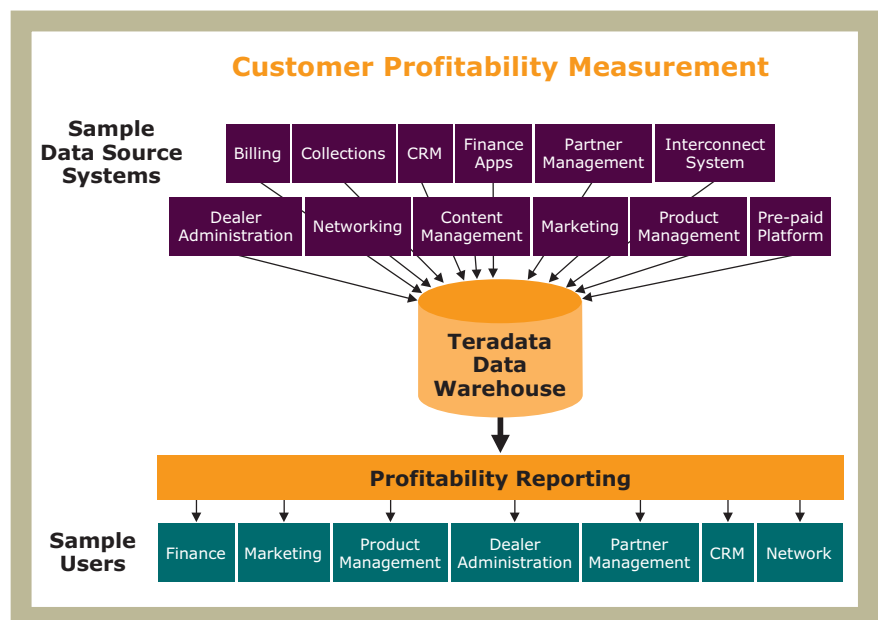 Customer Profitability Measurement
Sample
Data Source
Systems
Billing
Collections
CRM
Finance
Apps
Partner
Management
Interconnect
System
Dealer
Administration
Networking
Content
Management
Marketing
Product
Management
Pre-paid
Platform
Teradata
Data
Warehouse
Profitability Reporting
Sample
Users
Finance
Marketing
Product
Management
Dealer
Administration
Partner
Management
CRM
Network